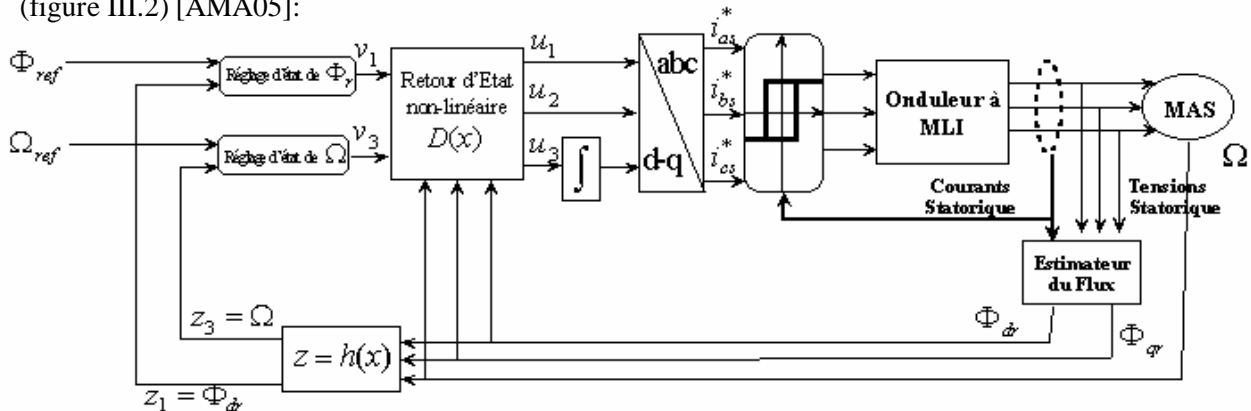 (figure III.2) [AMA05]:
Φref
Réglage d'état de Φr
v1
Retour d'Etat
non-linéaire
D(x)
u1
u2
u3
∫
abc
d-q
i*as
i*bs
i*cs
Onduleur à
MLI
MAS
Ω
Ωref
Réglage d'état de Ω
v3
Courants
Statorique
Tensions
Statorique
Estimateur
du Flux
Φdr
Φqr
z3 = Ω
z = h(x)
z1 = Φdr